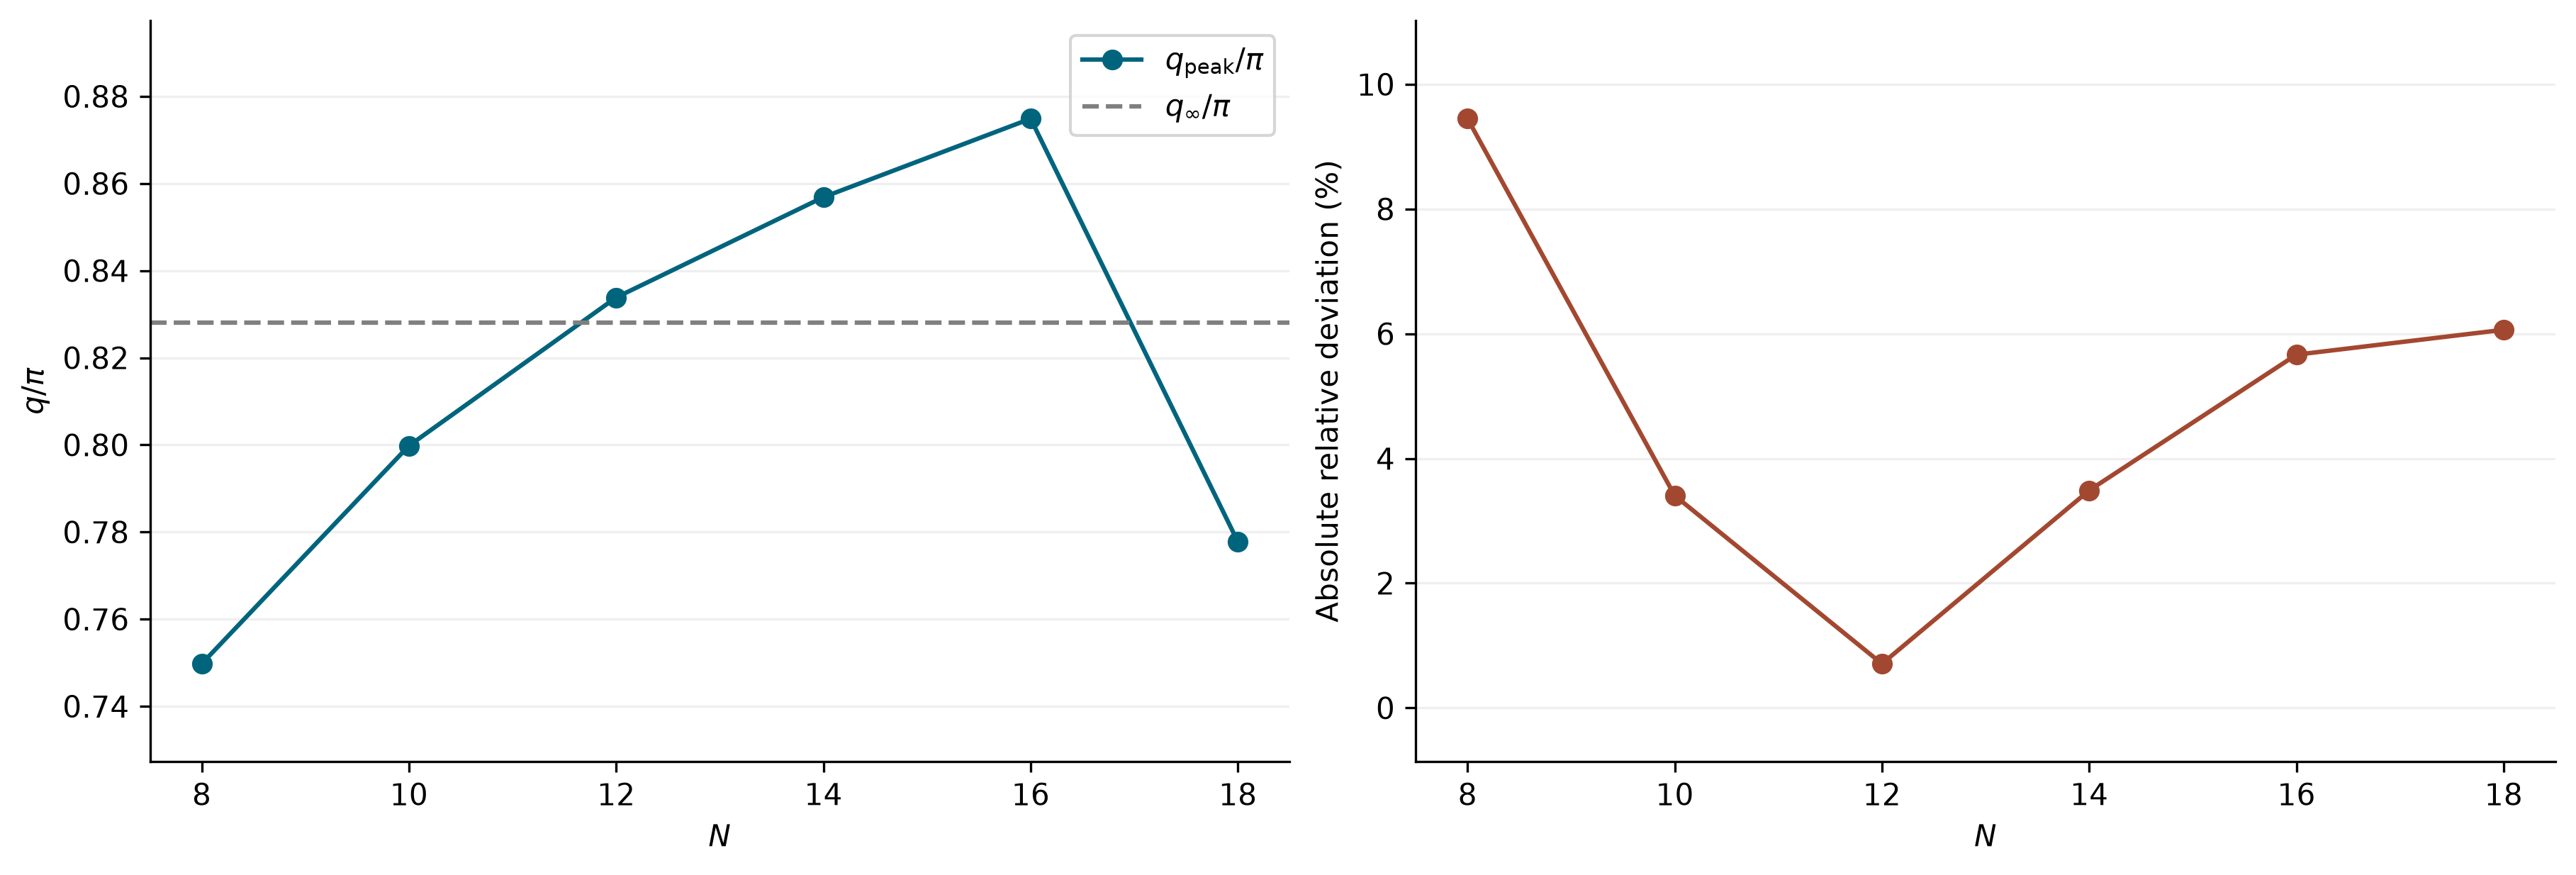 q_peak/π
q_∞/π
0.88
0.86
0.84
0.82
0.80
0.78
0.76
0.74
q/π
8 10 12 14 16 18
N
10
8
6
4
2
0
Absolute relative deviation (%)
8 10 12 14 16 18
N